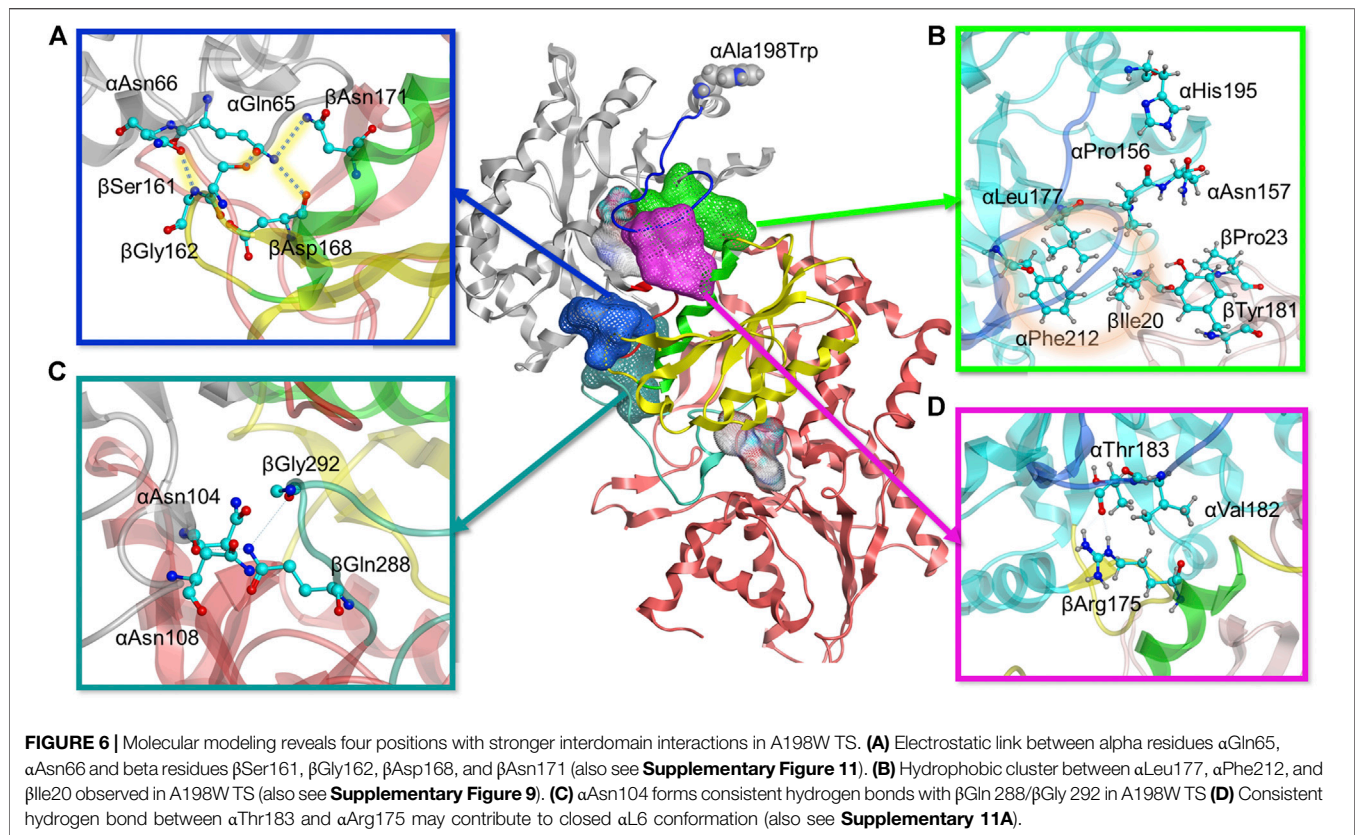 A
αAsn66
αGln65
βAsn171
βSer161
βGly162
βAsp168
αAla198Trp
B
αHis195
αPro156
αLeu177
αAsn157
βPro23
βIle20
βTyr181
αPhe212
C
βGly292
αAsn104
βGln288
αAsn108
D
αThr183
αVal182
βArg175
FIGURE 6 | Molecular modeling reveals four positions with stronger interdomain interactions in A198W TS. (A) Electrostatic link between alpha residues αGln65,
αAsn66 and beta residues βSer161, βGly162, βAsp168, and βAsn171 (also see Supplementary Figure 11). (B) Hydrophobic cluster between αLeu177, αPhe212, and
βIle20 observed in A198W TS (also see Supplementary Figure 9). (C) αAsn104 forms consistent hydrogen bonds with βGln 288/βGly 292 in A198W TS (D) Consistent
hydrogen bond between αThr183 and αArg175 may contribute to closed αL6 conformation (also see Supplementary 11A).